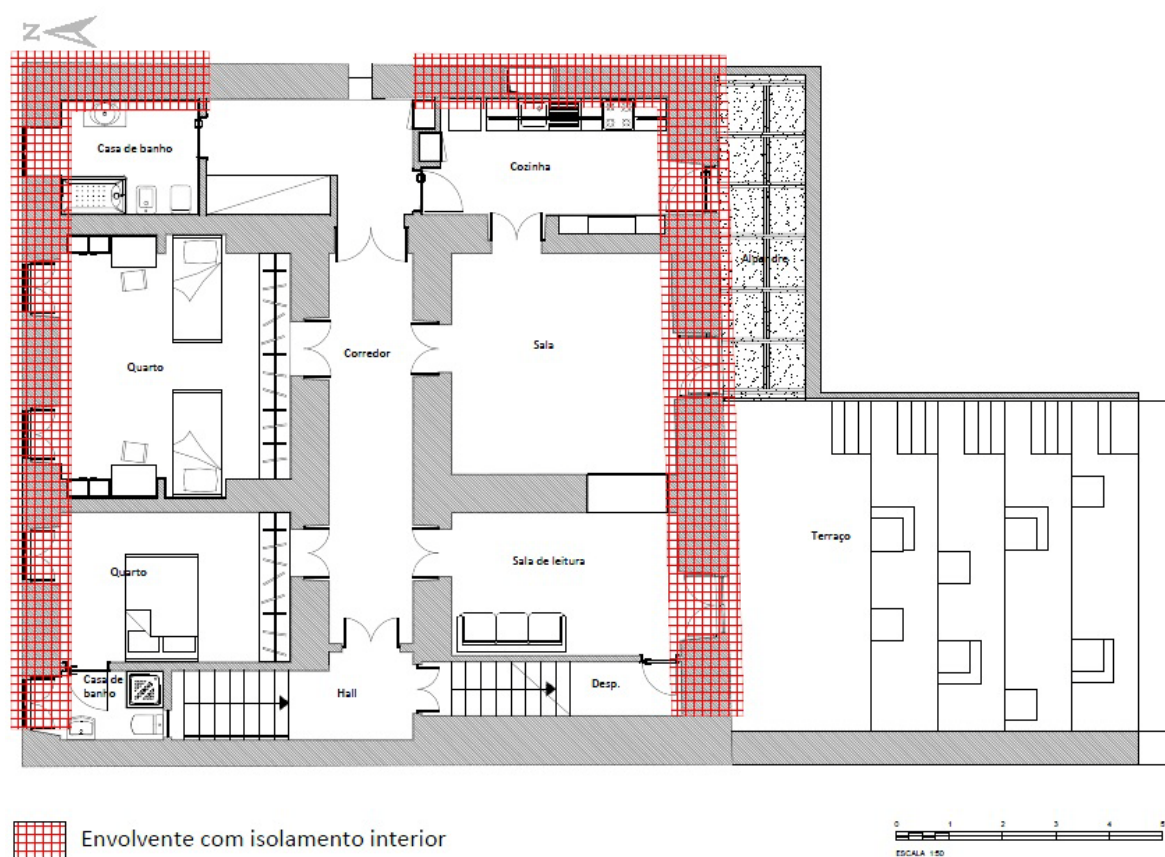 N
Casa de banho
Cozinha
Alpendre
Sala
Corredor
Quarto
Terraço
Sala de leitura
Quarto
Casa de
banho
Hall
Desp.
Envolvente com isolamento interior
0 1 2 3 4 5
ESCALA 1:50